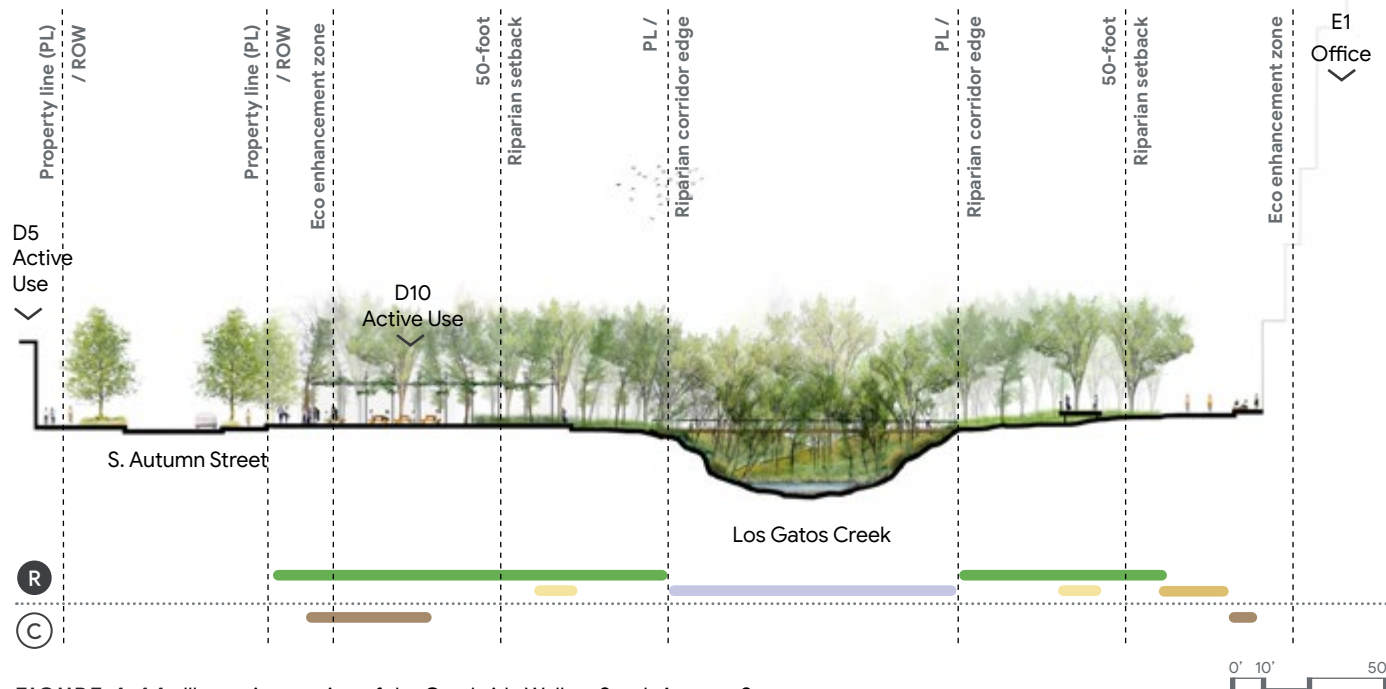 Property line (PL)
/ ROW
Property line (PL)
/ ROW
Eco enhancement zone
50-foot
Riparian setback
PL /
Riparian corridor edge
PL /
Riparian corridor edge
50-foot
Riparian setback
Eco enhancement zone
E1
Office
D5
Active
Use
D10
Active Use
S. Autumn Street
Los Gatos Creek
R
C
0' 10' 50